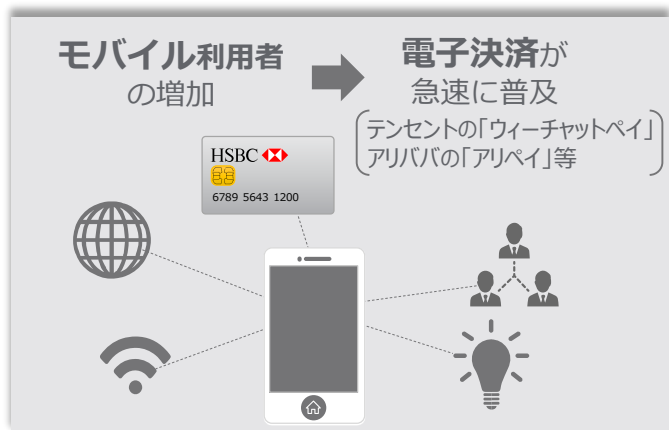 モバイル利用者
の増加
電子決済が
急速に普及
テンセントの「ウィーチャットペイ」
アリババの「アリペイ」等
HSBC
6789 5643 1200